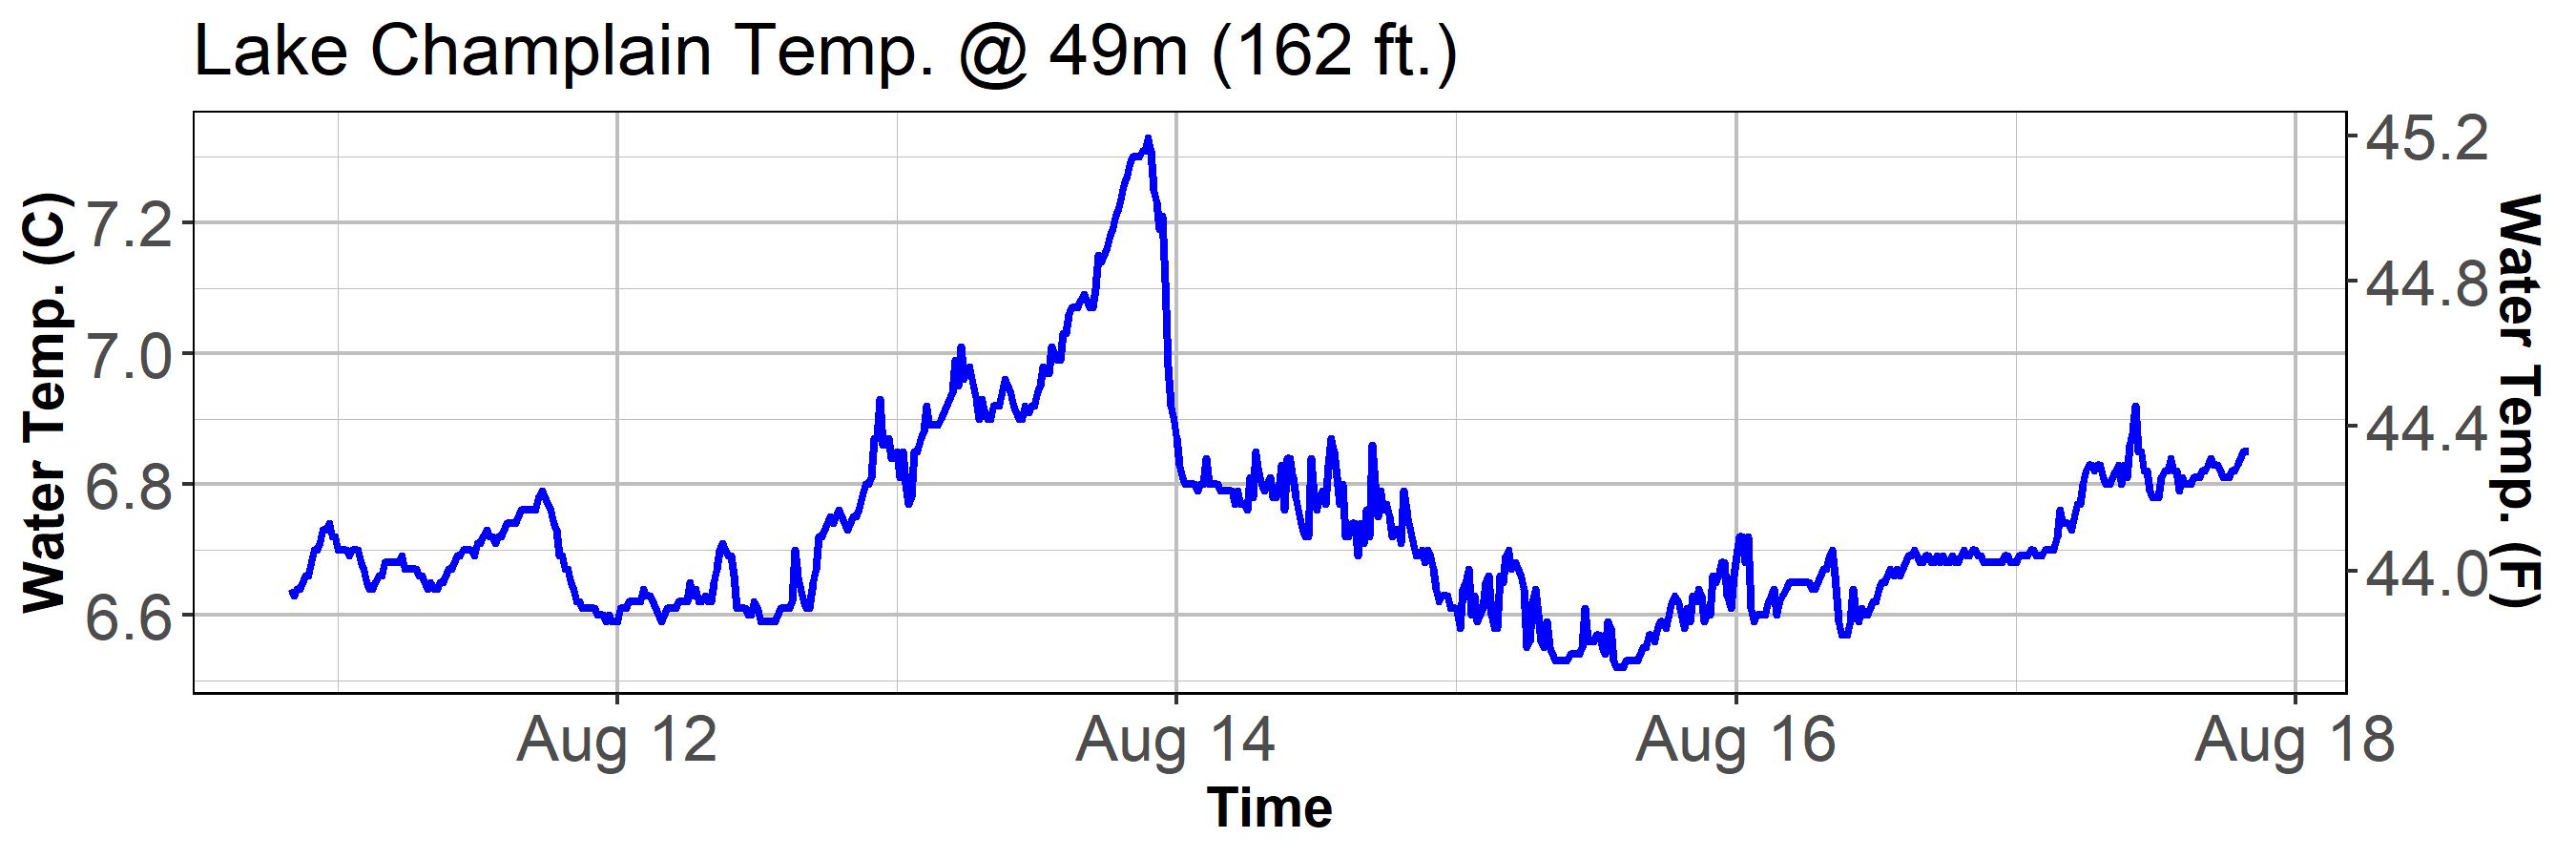 Lake Champlain Temp. @ 49m (162 ft.)
Water Temp. (C)
7.2
7.0
6.8
6.6
45.2
44.8
44.4
44.0
Water Temp. (F)
Aug 12
Aug 14
Aug 16
Aug 18
Time